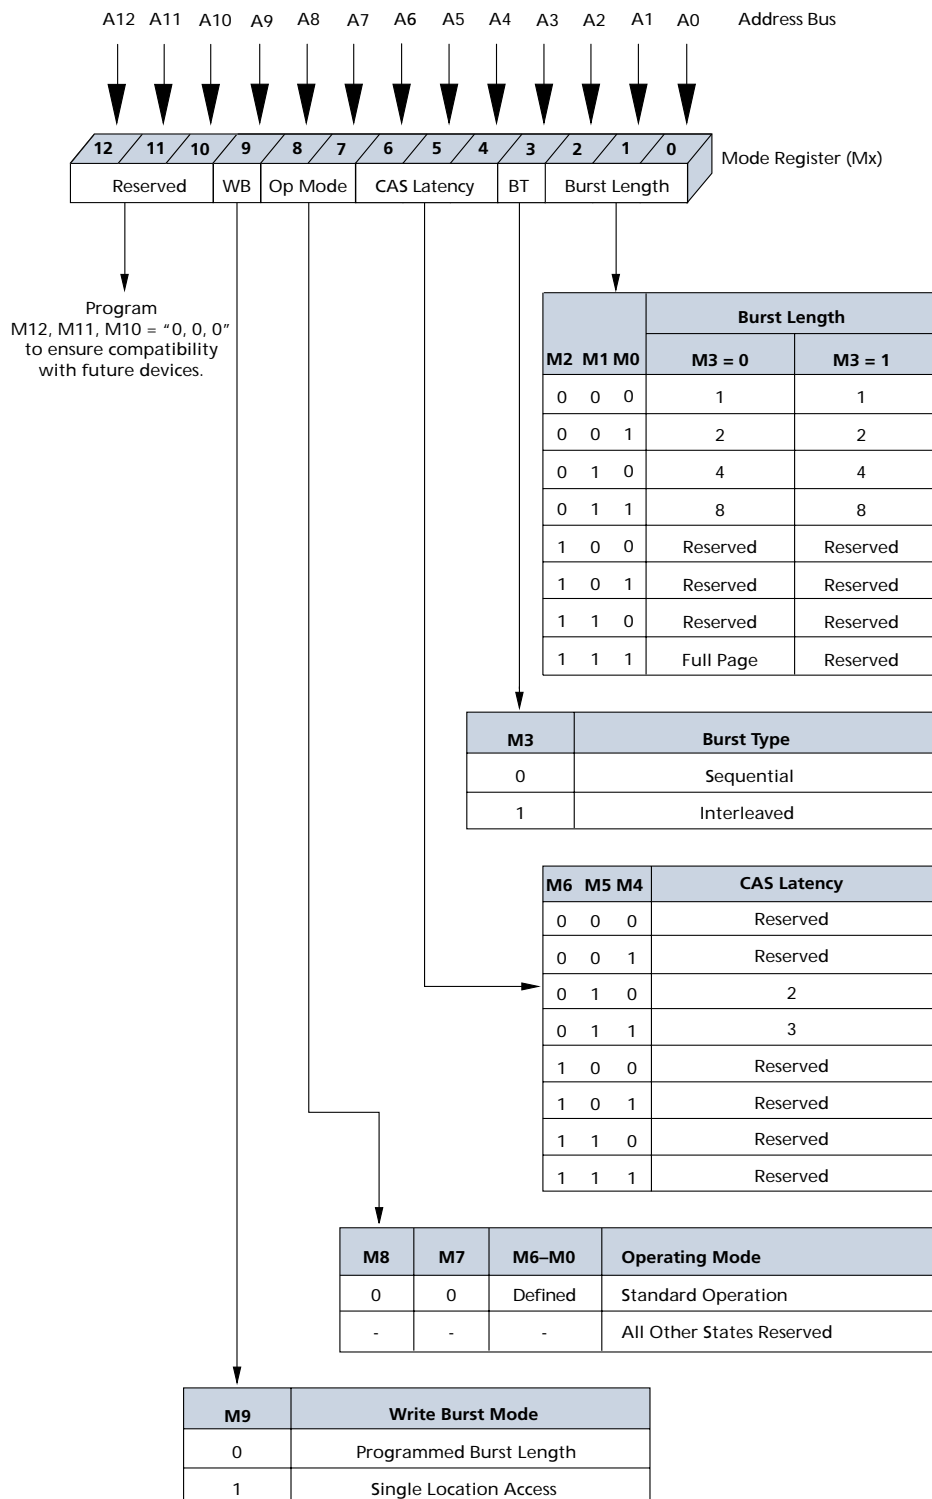 A12 A11 A10 A9 A8 A7 A6 A5 A4 A3 A2 A1 A0 Address Bus
12 11 10 9 8 7 6 5 4 3 2 1 0
Mode Register (Mx)
Reserved WB Op Mode CAS Latency BT Burst Length
Program
M12, M11, M10 = “0, 0, 0”
to ensure compatibility
with future devices.
Burst Length
M2 M1 M0 M3 = 0 M3 = 1
0 0 0 1 1
0 0 1 2 2
0 1 0 4 4
0 1 1 8 8
1 0 0 Reserved Reserved
1 0 1 Reserved Reserved
1 1 0 Reserved Reserved
1 1 1 Full Page Reserved
M3 Burst Type
0 Sequential
1 Interleaved
M6 M5 M4 CAS Latency
0 0 0 Reserved
0 0 1 Reserved
0 1 0 2
0 1 1 3
1 0 0 Reserved
1 0 1 Reserved
1 1 0 Reserved
1 1 1 Reserved
M8 M7 M6–M0 Operating Mode
0 0 Defined Standard Operation
- - - All Other States Reserved
M9 Write Burst Mode
0 Programmed Burst Length
1 Single Location Access